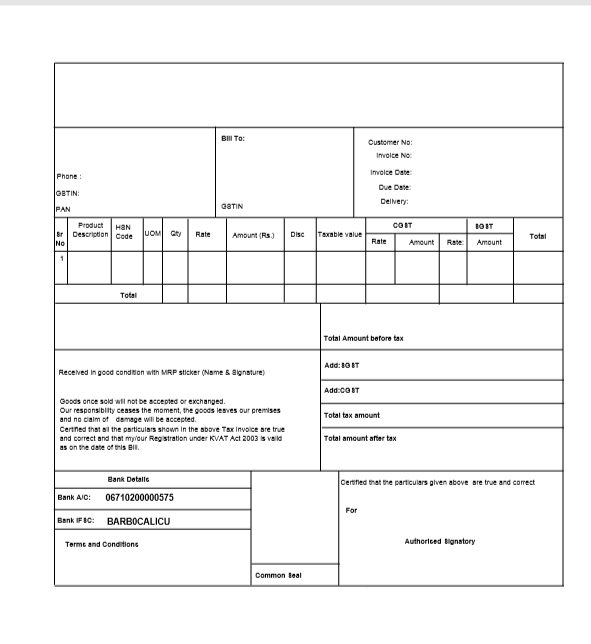 Bill To:
Customer No:
Invoice No:
Invoice Date:
Due Date:
Delivery:
Phone :
GSTIN:
PAN
GSTIN
Sr No
Product Description
HSN Code
UOM
Qty
Rate
Amount (Rs.)
Disc
Taxable value
CGST
SGST
Total
Rate
Amount
Rate:
Amount
1
Total
Total Amount before tax
Received in good condition with MRP sticker (Name & Signature)
Add:SGST
Add:CGST
Goods once sold will not be accepted or exchanged.
Our responsibility ceases the moment, the goods leaves our premises
and no claim of damage will be accepted.
Certified that all the particulars shown in the above Tax Invoice are true
and correct and that my/our Registration under KVAT Act 2003 is valid
as on the date of this Bill.
Total tax amount
Total amount after tax
Bank Details
Bank A/C: 06710200000575
Bank IFSC: BARB0CALICU
Terms and Conditions
Common Seal
Certified that the particulars given above are true and correct
For
Authorised Signatory